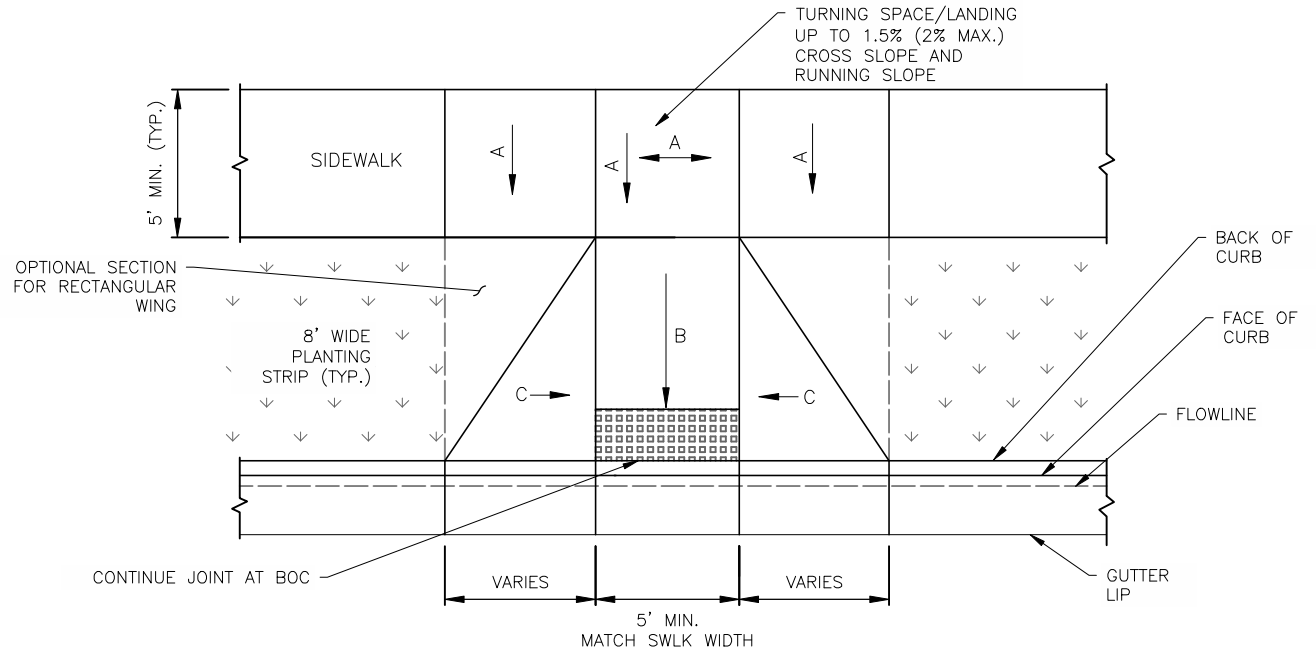 TURNING SPACE/LANDING
UP TO 1.5% (2% MAX.)
CROSS SLOPE AND
RUNNING SLOPE
5' MIN. (TYP.)
SIDEWALK
A
A
A
A
OPTIONAL SECTION
FOR RECTANGULAR
WING
BACK OF
CURB
8' WIDE
PLANTING
STRIP (TYP.)
B
FACE OF
CURB
C
C
FLOWLINE
CONTINUE JOINT AT BOC
VARIES
VARIES
GUTTER
LIP
5' MIN.
MATCH SWLK WIDTH